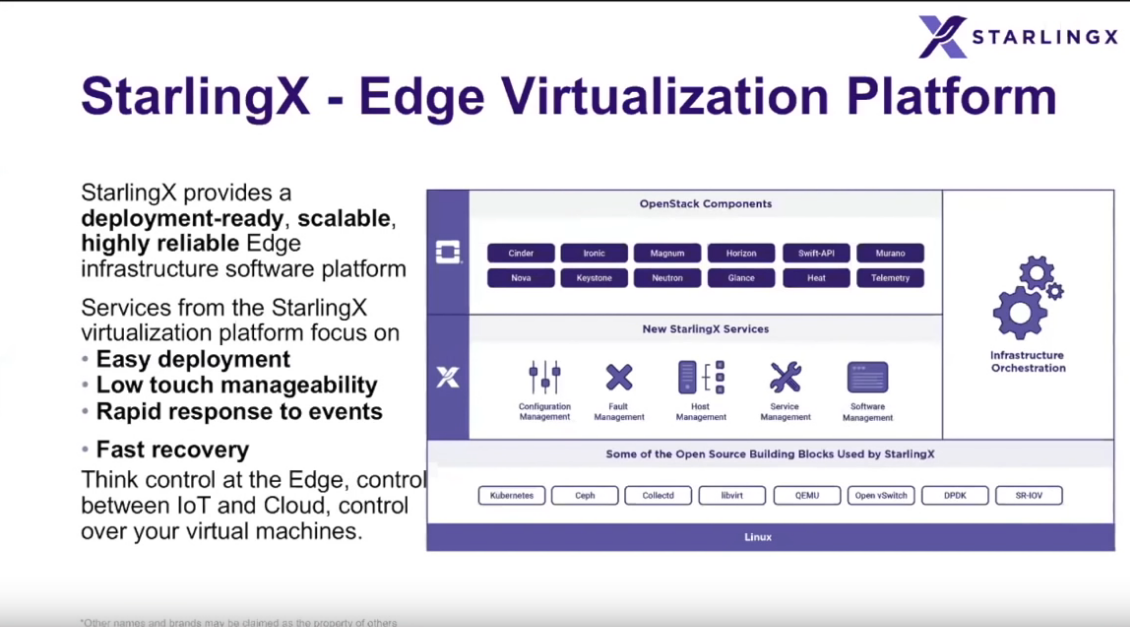 STARLINGX
StarlingX - Edge Virtualization Platform
StarlingX provides a
deployment-ready, scalable,
highly reliable Edge
infrastructure software platform
Services from the StarlingX
virtualization platform focus on
• Easy deployment
• Low touch manageability
• Rapid response to events
• Fast recovery
Think control at the Edge, control
between IoT and Cloud, control
over your virtual machines.
OpenStack Components
Cinder Ironic Magnum Horizon Swift-API Murano
Nova Keystone Neutron Glance Heat Telemetry
New StarlingX Services
Configuration
Management
Fault
Management
Host
Management
Service
Management
Software
Management
Infrastructure
Orchestration
Some of the Open Source Building Blocks Used by StarlingX
Kubernetes Ceph Collectd libvirt QEMU Open vSwitch DPDK SR-IOV
Linux
*Other names and brands may be claimed as the property of others